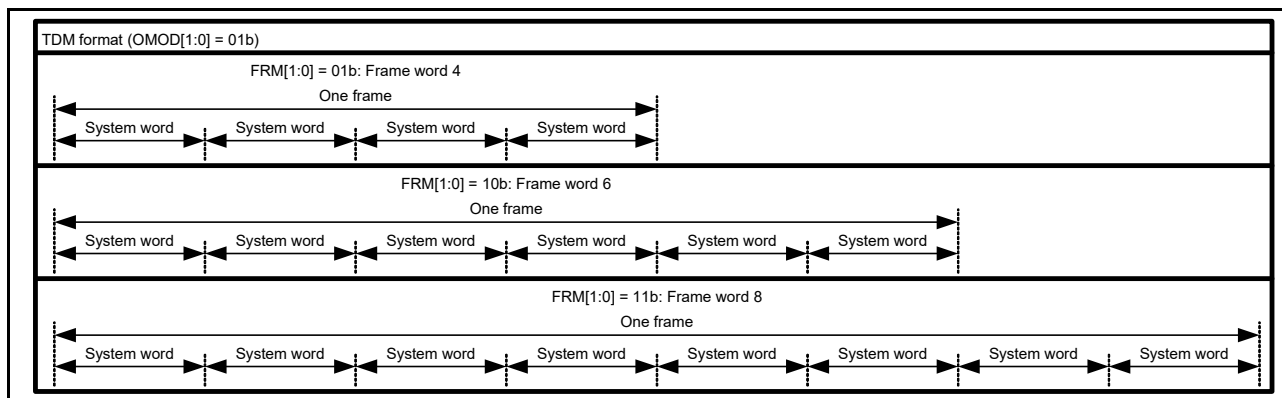 TDM format (OMOD[1:0] = 01b)
FRM[1:0] = 01b: Frame word 4
One frame
System word System word System word System word
FRM[1:0] = 10b: Frame word 6
One frame
System word System word System word System word System word System word
FRM[1:0] = 11b: Frame word 8
One frame
System word System word System word System word System word System word System word System word